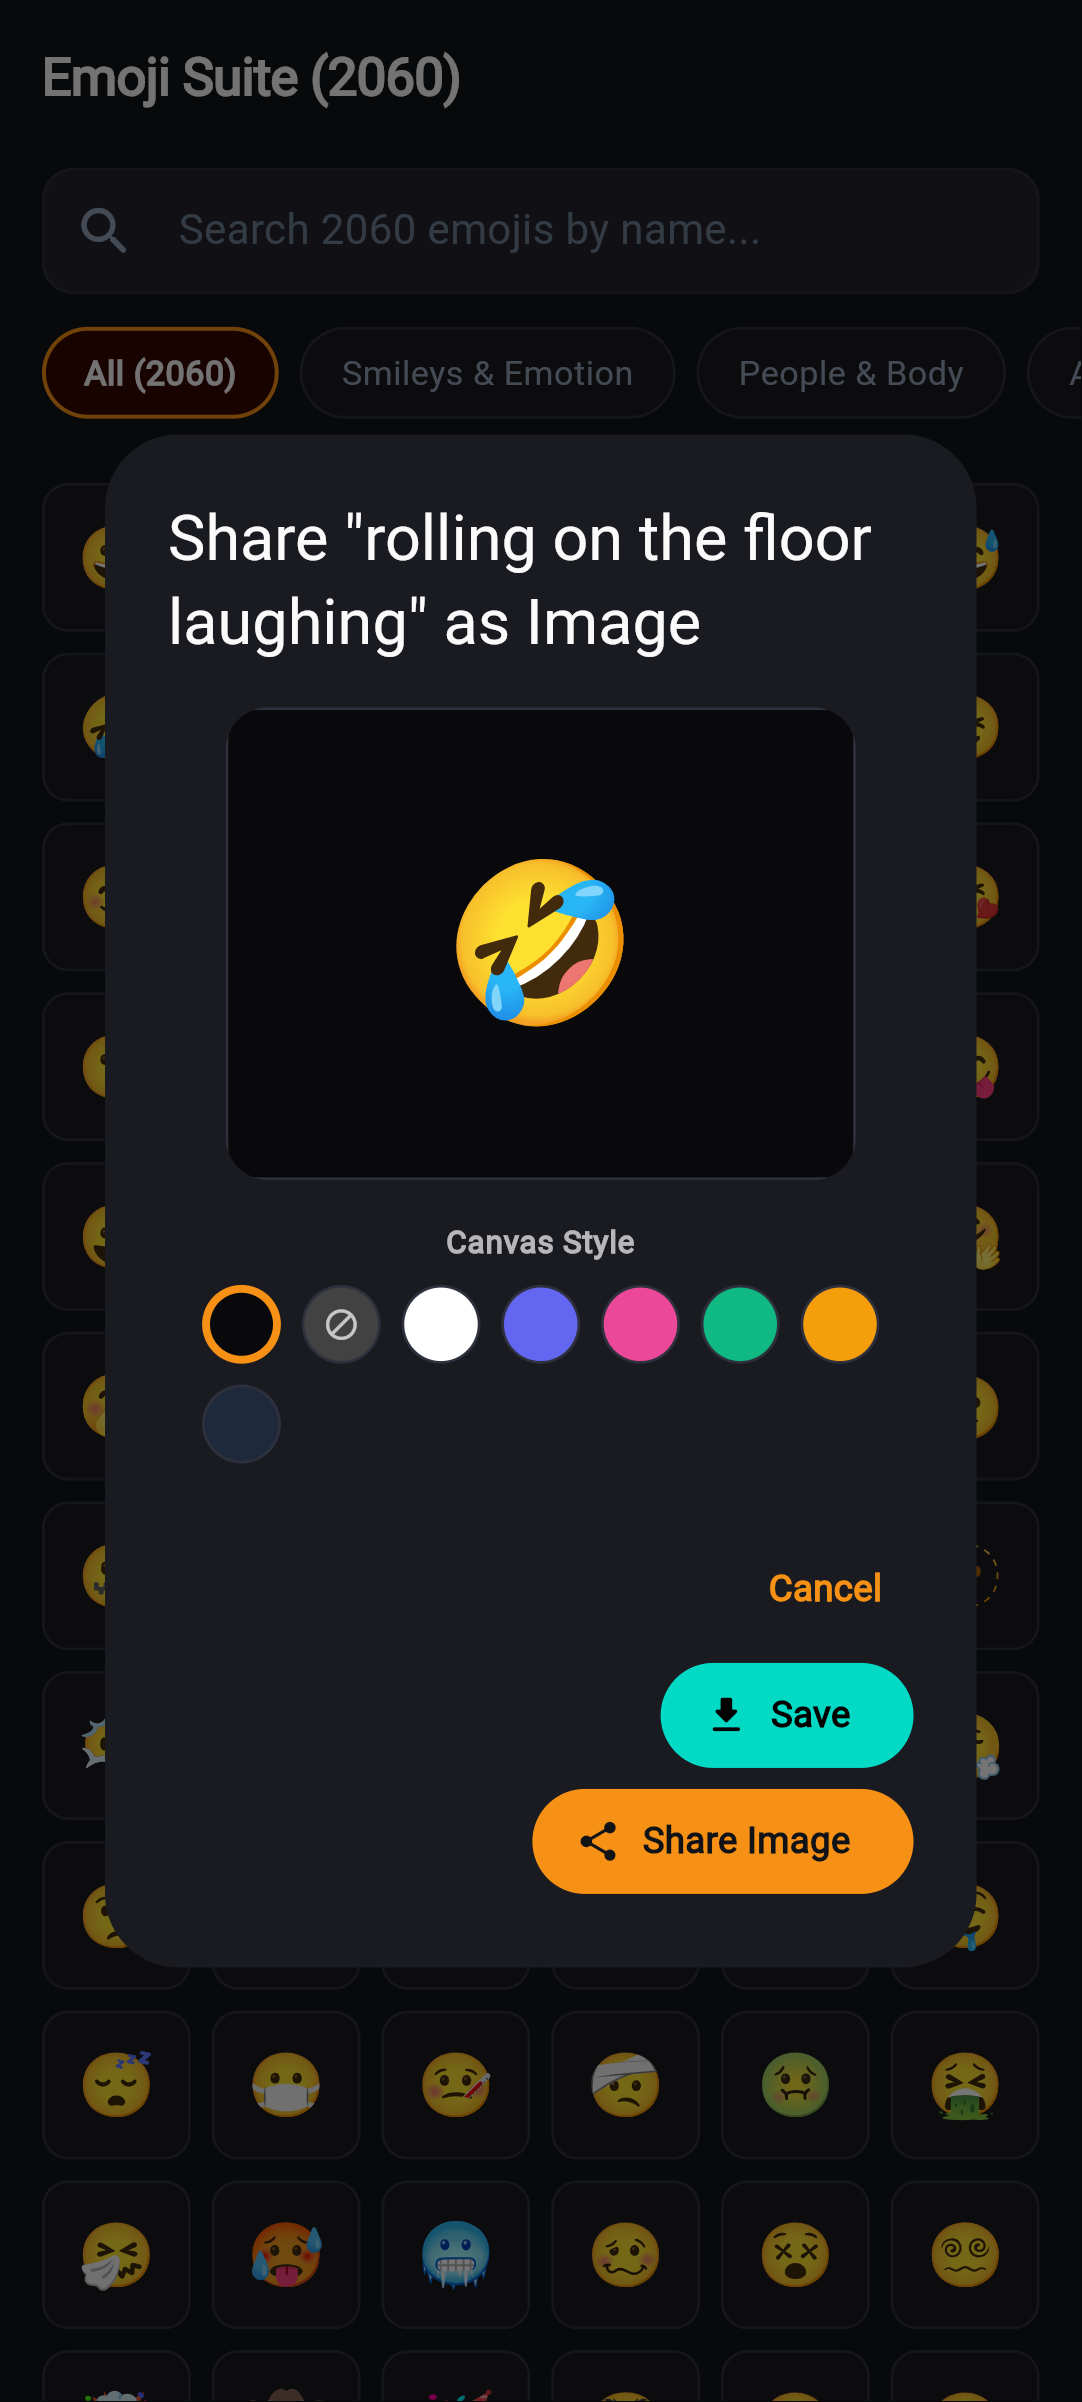 Emoji Suite (2060)
Search 2060 emojis by name...
All (2060)
Smileys & Emotion
People & Body
Share "rolling on the floor
laughing" as Image
Canvas Style
Cancel
Save
Share Image